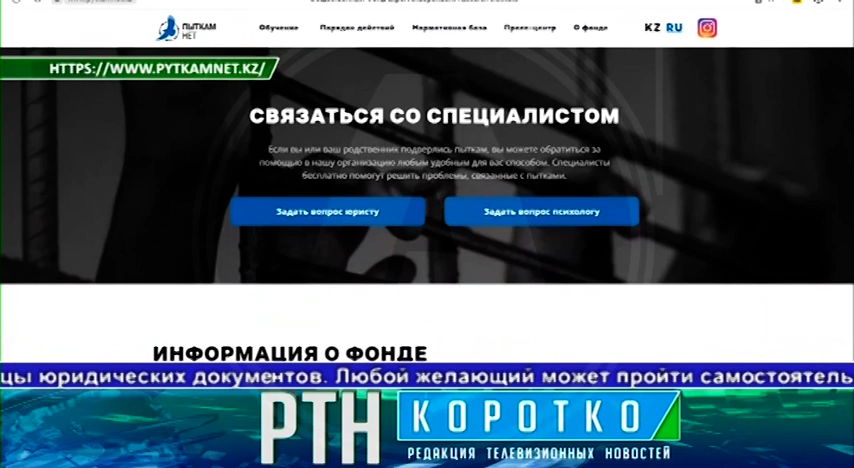 ПЫТКАМ
НЕТ
Обучение
Порядок действий
Нормативная база
Пресс-центр
О фонде
KZ RU
HTTPS://WWW.PYTKAMNET.KZ/
СВЯЗАТЬСЯ СО СПЕЦИАЛИСТОМ
Если вы или ваш родственник подверглись пыткам, вы можете обратиться за
помощью в нашу организацию любым удобным для вас способом. Специалисты
бесплатно помогут решить проблемы, связанные с пытками.
Задать вопрос юристу
Задать вопрос психологу
ИНФОРМАЦИЯ О ФОНДЕ
цы юридических документов. Любой желающий может пройти самостоятель
РТН КОРОТКО
РЕДАКЦИЯ ТЕЛЕВИЗИОННЫХ НОВОСТЕЙ